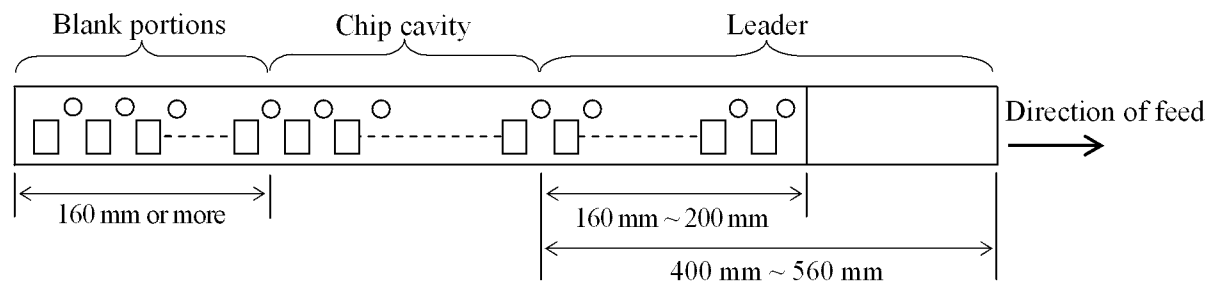 Blank portions
Chip cavity
Leader
Direction of feed
160 mm or more
160 mm ~ 200 mm
400 mm ~ 560 mm